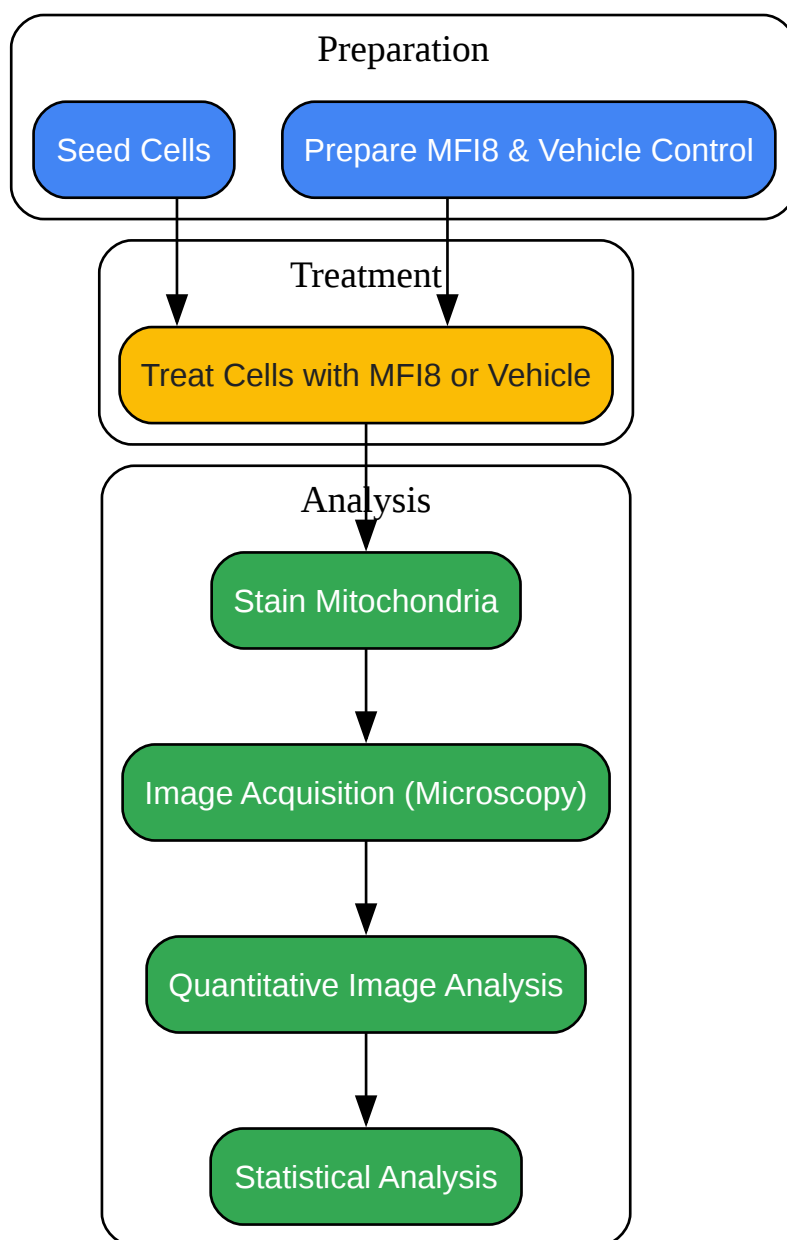 Preparation
Seed Cells
Prepare MFI8 & Vehicle Control
Treatment
Treat Cells with MFI8 or Vehicle
Analysis
Stain Mitochondria
Image Acquisition (Microscopy)
Quantitative Image Analysis
Statistical Analysis